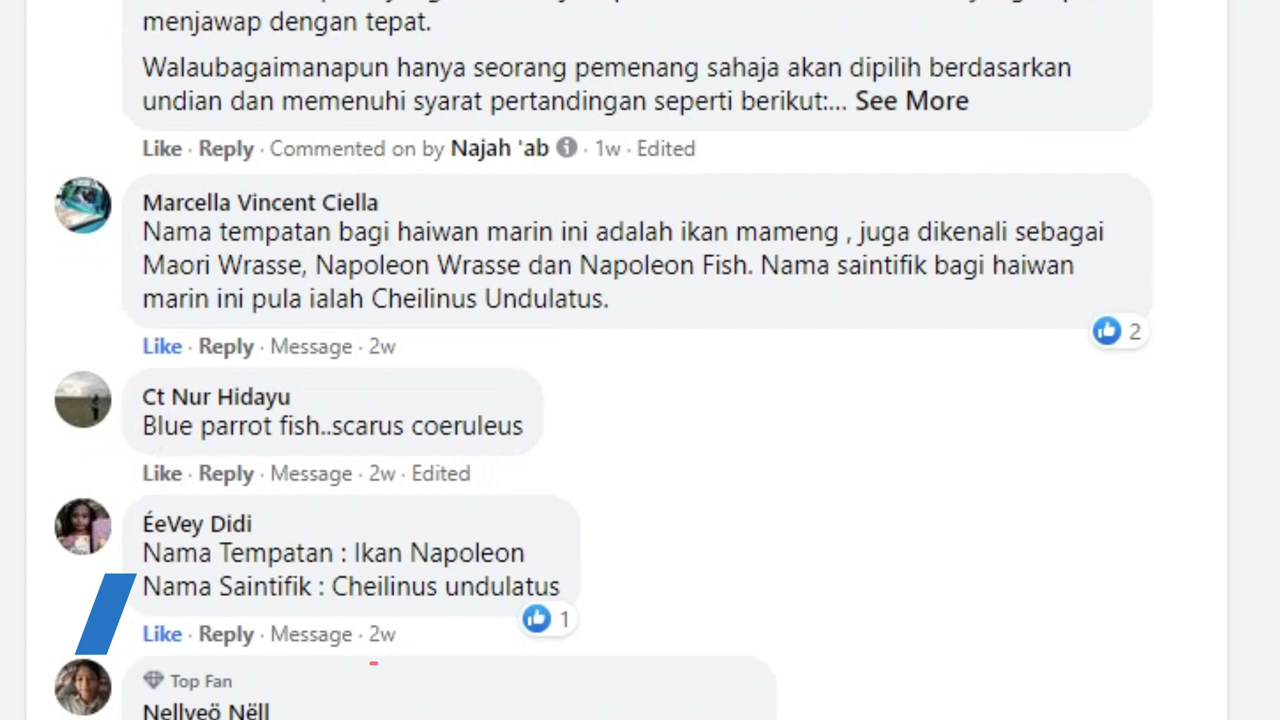 menjawap dengan tepat.
Walaubagaimanapun hanya seorang pemenang sahaja akan dipilih berdasarkan
undian dan memenuhi syarat pertandingan seperti berikut:... See More
Like · Reply · Commented on by Najah 'ab · 1w · Edited
Marcella Vincent Ciella
Nama tempatan bagi haiwan marin ini adalah ikan mameng , juga dikenali sebagai
Maori Wrasse, Napoleon Wrasse dan Napoleon Fish. Nama saintifik bagi haiwan
marin ini pula ialah Cheilinus Undulatus.
2
Like · Reply · Message · 2w
Ct Nur Hidayu
Blue parrot fish..scarus coeruleus
Like · Reply · Message · 2w · Edited
ÉeVey Didi
Nama Tempatan : Ikan Napoleon
Nama Saintifik : Cheilinus undulatus
1
Like · Reply · Message · 2w
Top Fan
Nellyeö Nëll